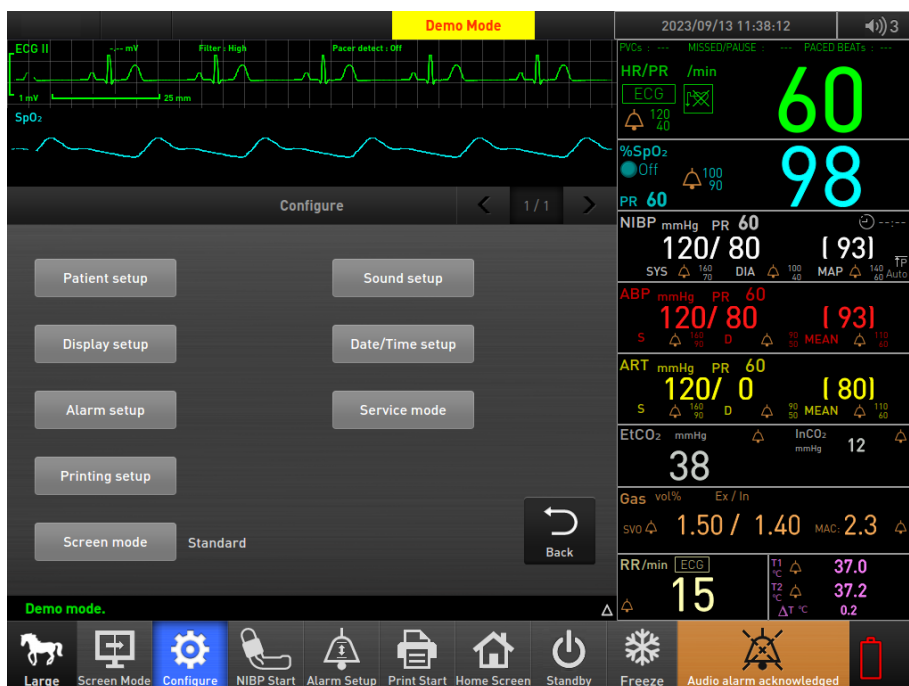 Demo Mode
2023/09/13 11:38:12
3
ECG II
-.-- mV
Filter : High
Pacer detect : Off
1 mV
25 mm
PVCs : ---
MISSED/PAUSE : ---
PACED BEATS : ---
HR/PR /min
ECG
120
40
60
SpO₂
%SpO₂
Off
100
90
PR 60
98
Configure
1 / 1
NIBP mmHg PR 60
--:--
120/ 80 ( 93)
SYS 160 70 DIA 100 40 MAP 140 60 Auto
TP
Patient setup
Sound setup
ABP mmHg PR 60
120/ 80 ( 93)
S 160 90 D 90 50 MEAN 110 60
Display setup
Date/Time setup
ART mmHg PR 60
120/ 0 ( 80)
S 160 90 D 90 50 MEAN 110 60
Alarm setup
Service mode
EtCO₂ mmHg
38
InCO₂
mmHg
12
Printing setup
Gas vol% Ex / In
SVO 1.50 / 1.40 MAC: 2.3
Screen mode
Standard
Back
RR/min ECG
15
T1 °C 37.0
T2 °C 37.2
ΔT °C 0.2
Demo mode.
Large
Screen Mode
Configure
NIBP Start
Alarm Setup
Print Start
Home Screen
Standby
Freeze
Audio alarm acknowledged